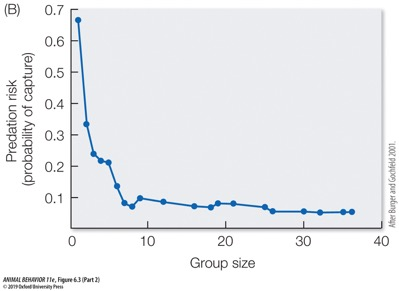 (B)
0.7
0.6
0.5
0.4
0.3
0.2
0.1
Predation risk
(probability of capture)
0
10
20
30
40
Group size
After Burger and Gochfeld 2001.
ANIMAL BEHAVIOR 11e, Figure 6.3 (Part 2)
© 2019 Oxford University Press